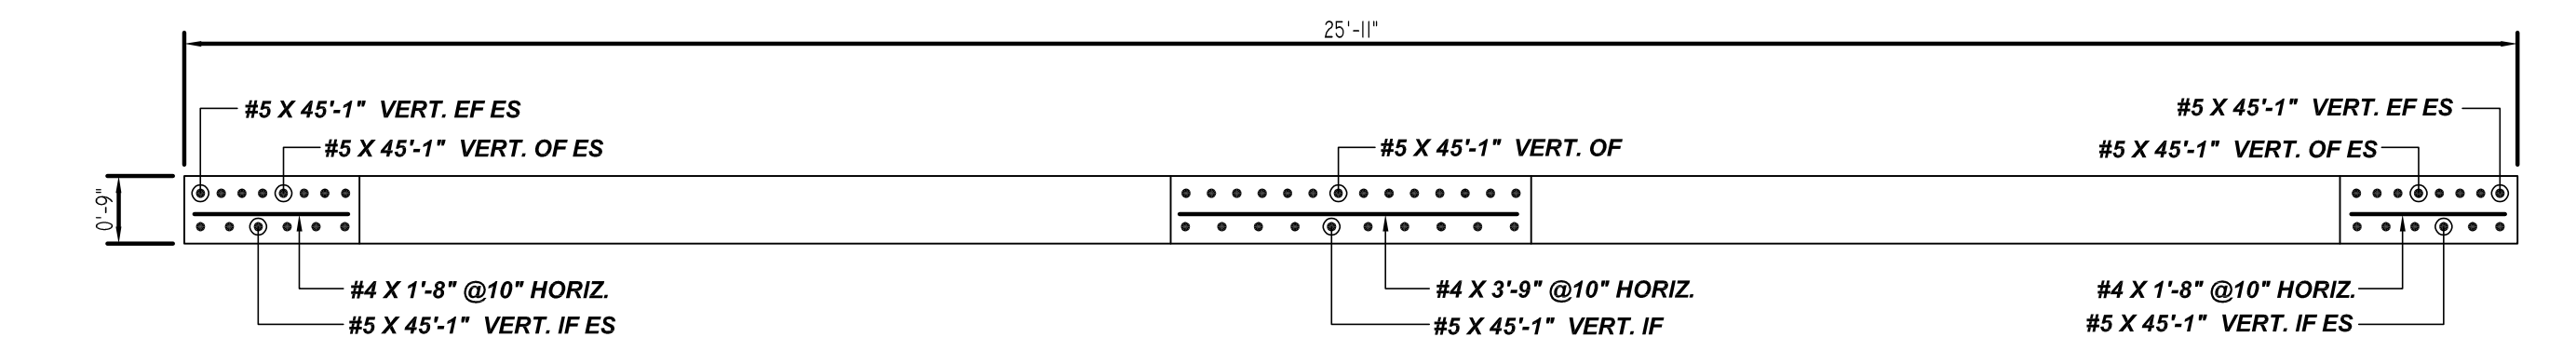 25'-11"
#5 X 45'-1" VERT. EF ES
#5 X 45'-1" VERT. EF ES
#5 X 45'-1" VERT. OF ES
#5 X 45'-1" VERT. OF
#5 X 45'-1" VERT. OF ES
0'-9"
#4 X 1'-8" @10" HORIZ.
#4 X 3'-9" @10" HORIZ.
#4 X 1'-8" @10" HORIZ.
#5 X 45'-1" VERT. IF ES
#5 X 45'-1" VERT. IF
#5 X 45'-1" VERT. IF ES